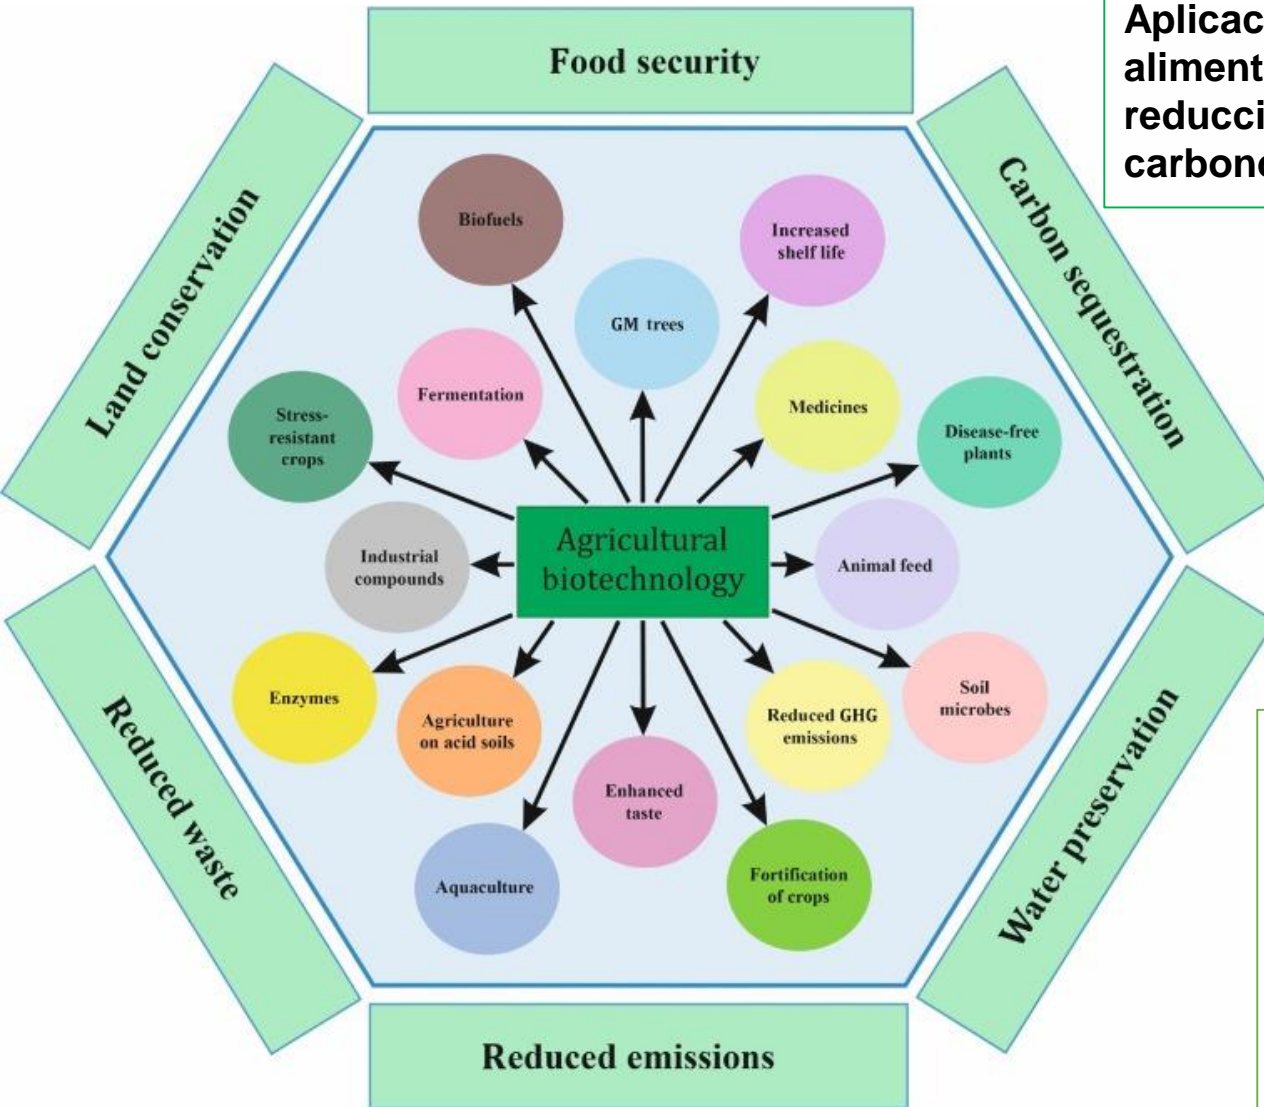 Food security
Aplicac
aliment
reducci
carbono
Land conservation
Carbon sequestration
Biofuels
Increased
shelf life
GM trees
Fermentation
Medicines
Stress-
resistant
crops
Disease-free
plants
Agricultural
biotechnology
Industrial
compounds
Animal feed
Enzymes
Agriculture
on acid soils
Reduced GHG
emissions
Soil
microbes
Enhanced
taste
Aquaculture
Fortification
of crops
Reduced waste
Water preservation
Reduced emissions